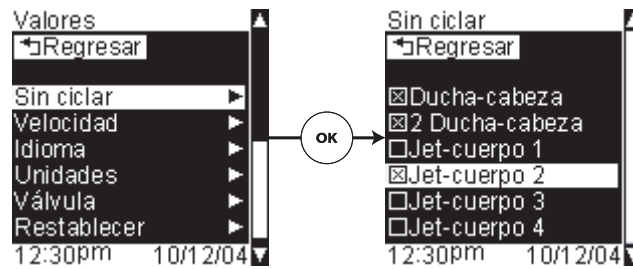 Valores
Regresar
Sin ciclar
Velocidad
Idioma
Unidades
Válvula
Restablecer
12:30pm 10/12/04
OK
Sin ciclar
Regresar
Ducha-cabeza
2 Ducha-cabeza
Jet-cuerpo 1
Jet-cuerpo 2
Jet-cuerpo 3
Jet-cuerpo 4
12:30pm 10/12/04